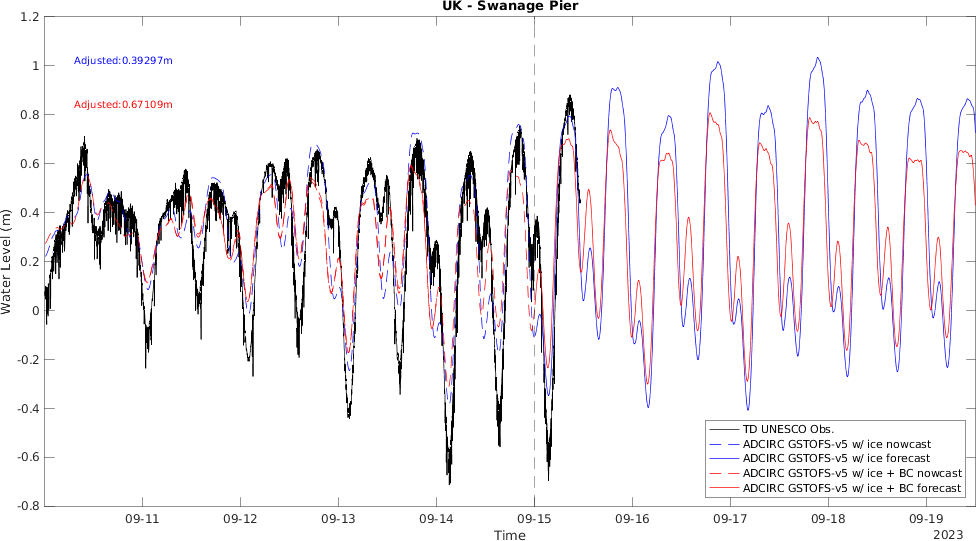 UK - Swanage Pier
1.2
1
0.8
0.6
0.4
0.2
0
-0.2
-0.4
-0.6
-0.8
Water Level (m)
Adjusted:0.39297m
Adjusted:0.67109m
TD UNESCO Obs.
ADCIRC GSTOFS-v5 w/ ice nowcast
ADCIRC GSTOFS-v5 w/ ice forecast
ADCIRC GSTOFS-v5 w/ ice + BC nowcast
ADCIRC GSTOFS-v5 w/ ice + BC forecast
09-11 09-12 09-13 09-14 09-15 09-16 09-17 09-18 09-19
Time
2023